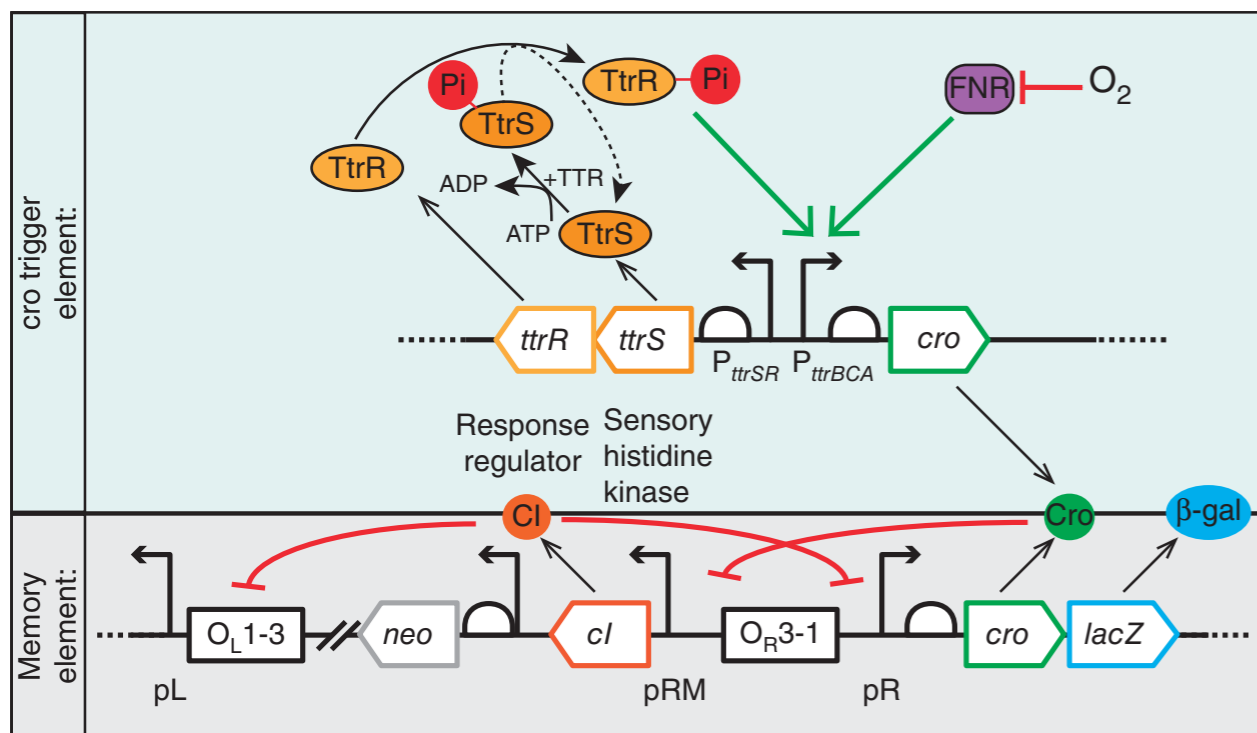 cro trigger
element:
Pi
TtrR
Pi
FNR
O2
TtrS
TtrR
ADP
+TTR
ATP
TtrS
ttrR
ttrS
PttrSR
PttrBCA
cro
Response
regulator
Sensory
histidine
kinase
Memory
element:
CI
Cro
β-gal
OL1-3
neo
cI
OR3-1
cro
lacZ
pL
pRM
pR